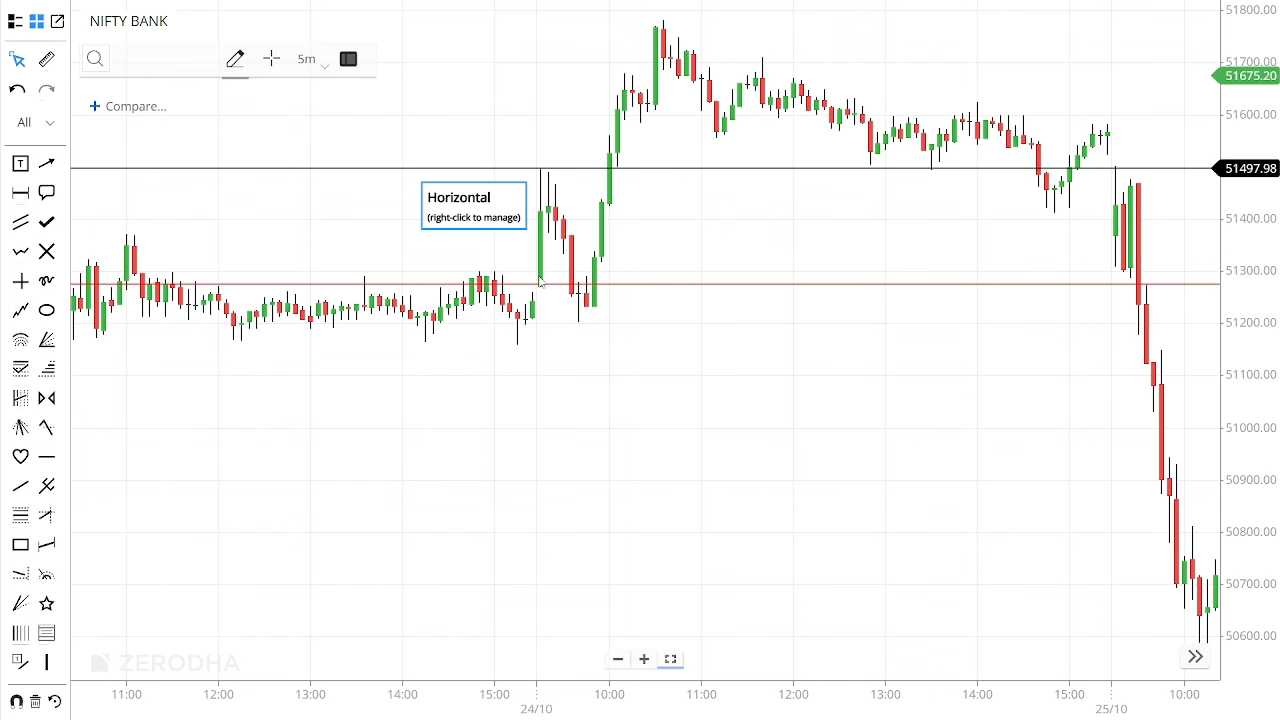 NIFTY BANK
5m
+ Compare...
All
T
Horizontal
(right-click to manage)
51800.00
51700.00
51675.20
51600.00
51497.98
51400.00
51300.00
51200.00
51100.00
51000.00
50900.00
50800.00
50700.00
50600.00
ZERODHA
11:00 12:00 13:00 14:00 15:00 10:00 11:00 12:00 13:00 14:00 15:00 10:00
24/10 25/10